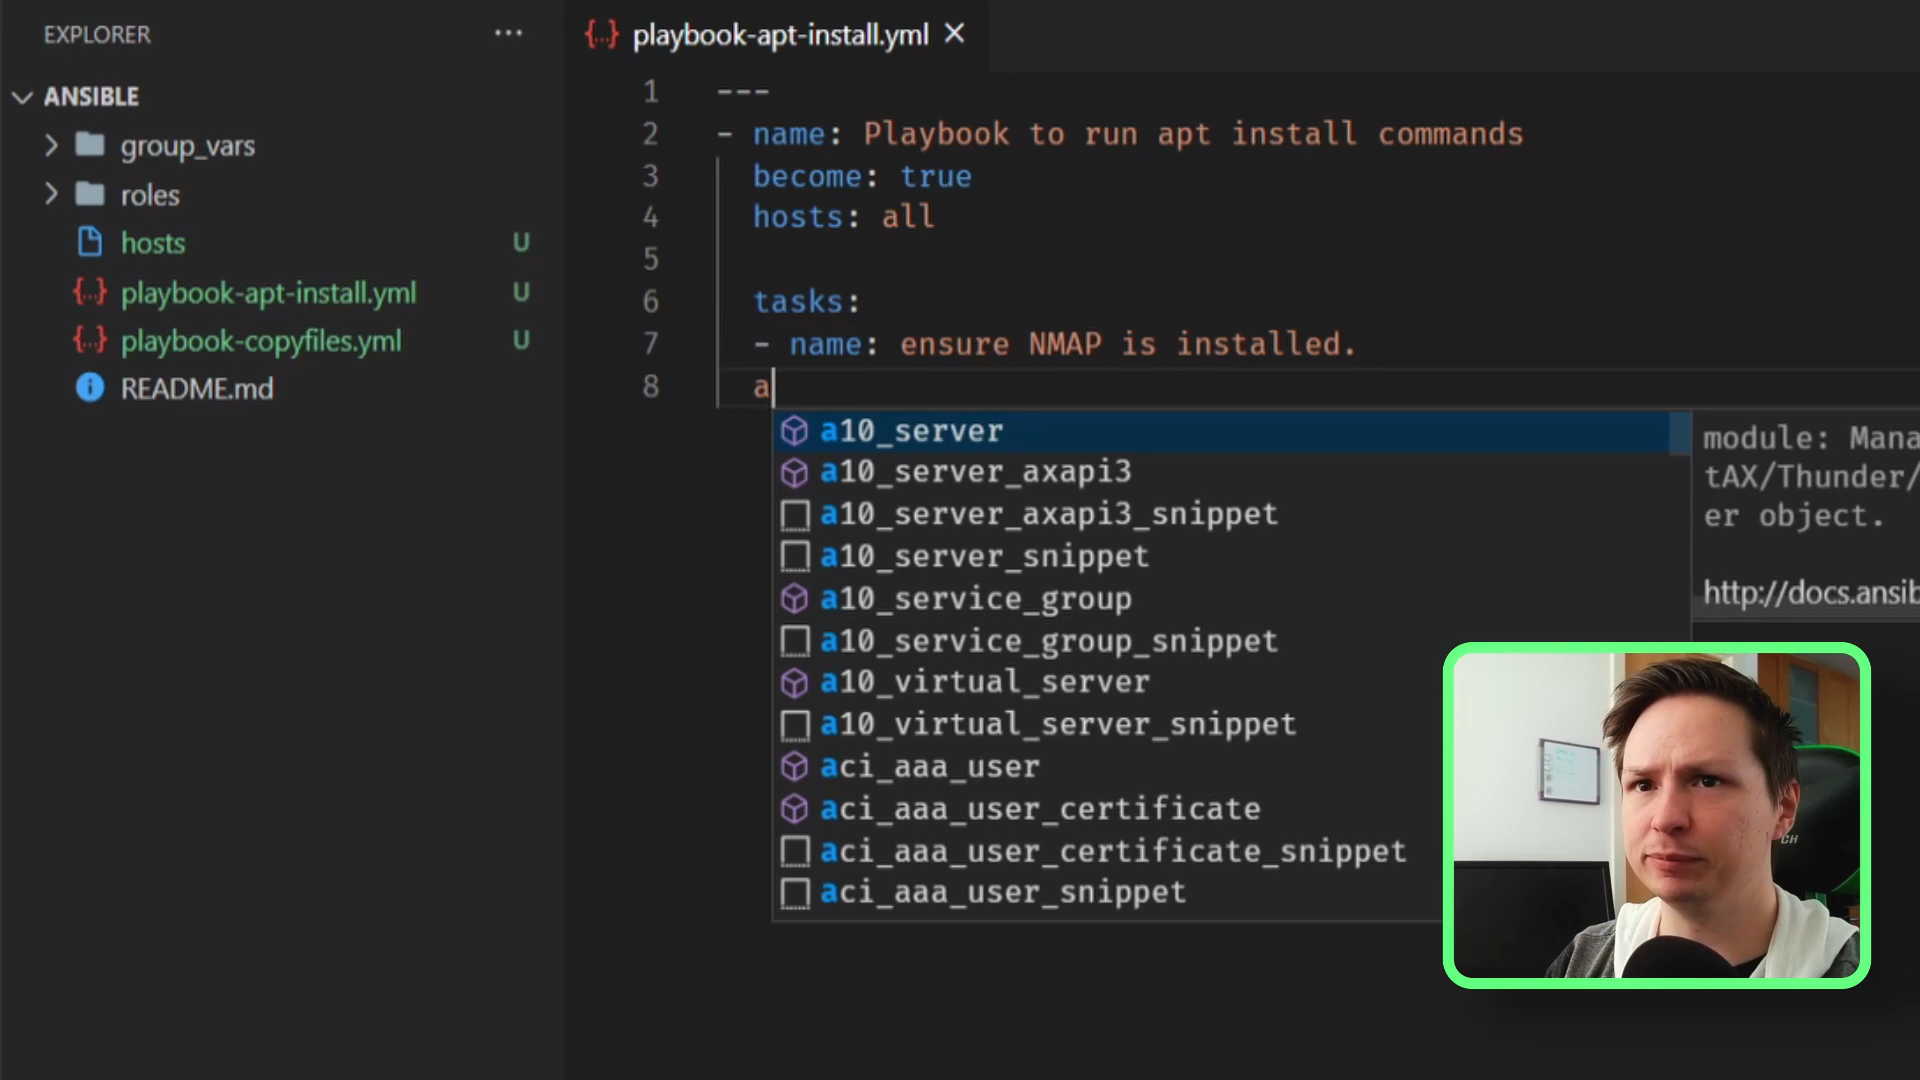 EXPLORER
ANSIBLE
group_vars
roles
hosts U
playbook-apt-install.yml U
playbook-copyfiles.yml U
README.md
playbook-apt-install.yml
1 ---
2 - name: Playbook to run apt install commands
3 become: true
4 hosts: all
5
6 tasks:
7 - name: ensure NMAP is installed.
8 a
a10_server
a10_server_axapi3
a10_server_axapi3_snippet
a10_server_snippet
a10_service_group
a10_service_group_snippet
a10_virtual_server
a10_virtual_server_snippet
aci_aaa_user
aci_aaa_user_certificate
aci_aaa_user_certificate_snippet
aci_aaa_user_snippet
module: Mana
tAX/Thunder/
er object.
http://docs.ansib
CH